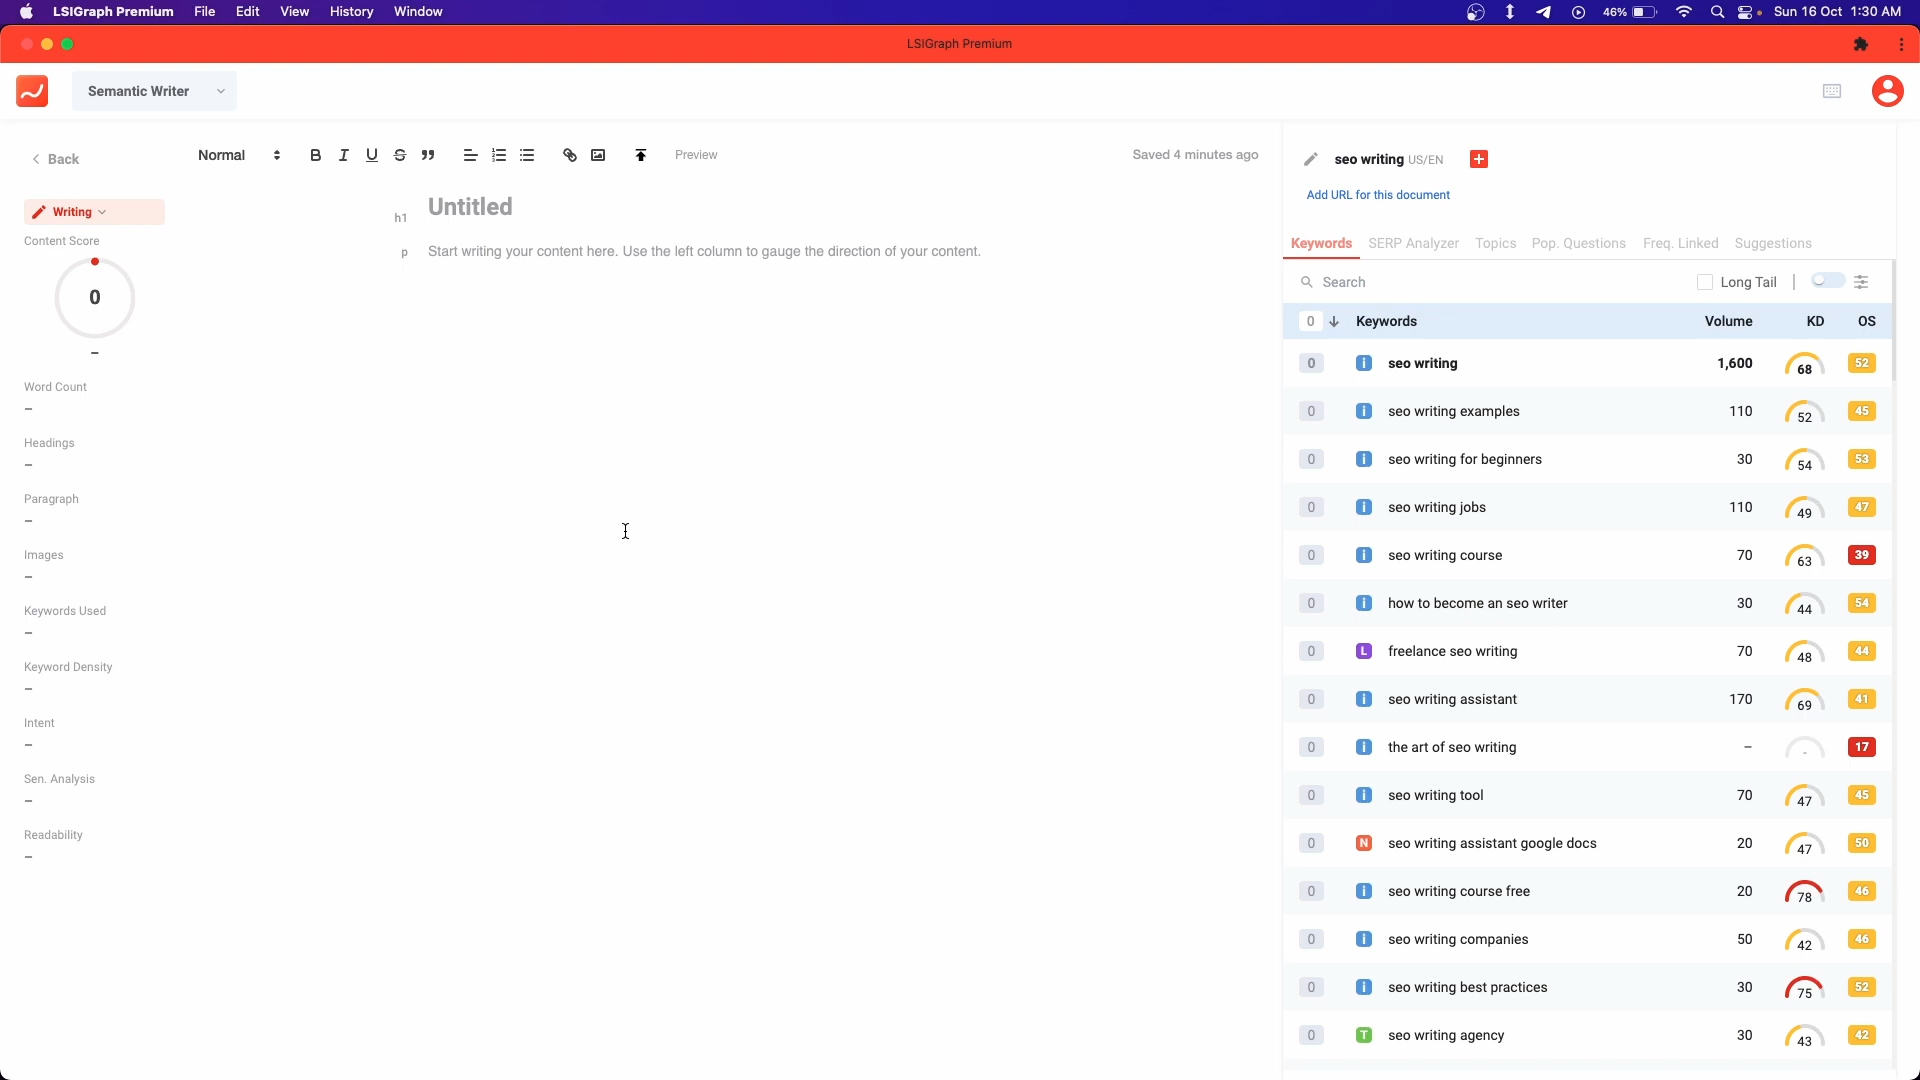 LSIGraph Premium File Edit View History Window 46% Sun 16 Oct 1:30 AM
LSIGraph Premium
Semantic Writer
Back
Normal B I U S Preview Saved 4 minutes ago
seo writing US/EN
Add URL for this document
Writing
Content Score
0
–
Word Count
–
Headings
–
Paragraph
–
Images
–
Keywords Used
–
Keyword Density
–
Intent
–
Sen. Analysis
–
Readability
–
h1 Untitled
p Start writing your content here. Use the left column to gauge the direction of your content.
Keywords SERP Analyzer Topics Pop. Questions Freq. Linked Suggestions
Search Long Tail |
0 Keywords Volume KD OS
0 i seo writing 1,600 68 52
0 i seo writing examples 110 52 45
0 i seo writing for beginners 30 54 53
0 i seo writing jobs 110 49 47
0 i seo writing course 70 63 39
0 i how to become an seo writer 30 44 54
0 L freelance seo writing 70 48 44
0 i seo writing assistant 170 69 41
0 i the art of seo writing – - 17
0 i seo writing tool 70 47 45
0 N seo writing assistant google docs 20 47 50
0 i seo writing course free 20 78 46
0 i seo writing companies 50 42 46
0 i seo writing best practices 30 75 52
0 T seo writing agency 30 43 42